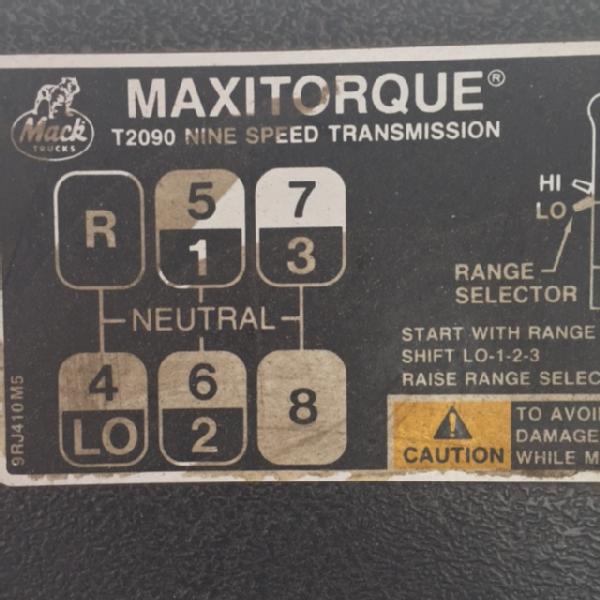 MAXITORQUE®
Mack
TRUCKS
T2090 NINE SPEED TRANSMISSION
R 5 7
1 3
NEUTRAL
4 6 8
LO 2
HI
LO
RANGE
SELECTOR
START WITH RANGE
SHIFT LO-1-2-3
RAISE RANGE SELEC
CAUTION
TO AVOI
DAMAGE
WHILE M
9RJ410M5